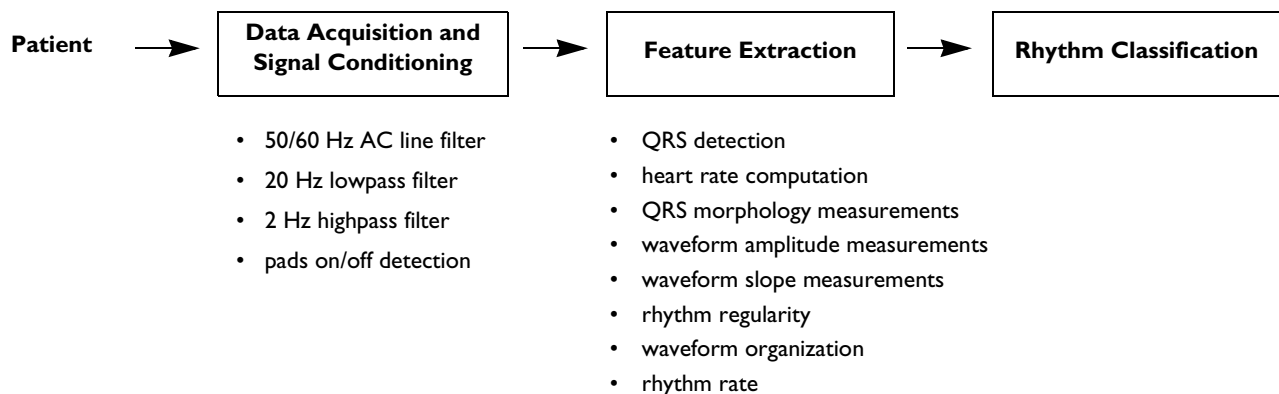 Patient
Data Acquisition and
Signal Conditioning
Feature Extraction
Rhythm Classification
• 50/60 Hz AC line filter
• 20 Hz lowpass filter
• 2 Hz highpass filter
• pads on/off detection
• QRS detection
• heart rate computation
• QRS morphology measurements
• waveform amplitude measurements
• waveform slope measurements
• rhythm regularity
• waveform organization
• rhythm rate